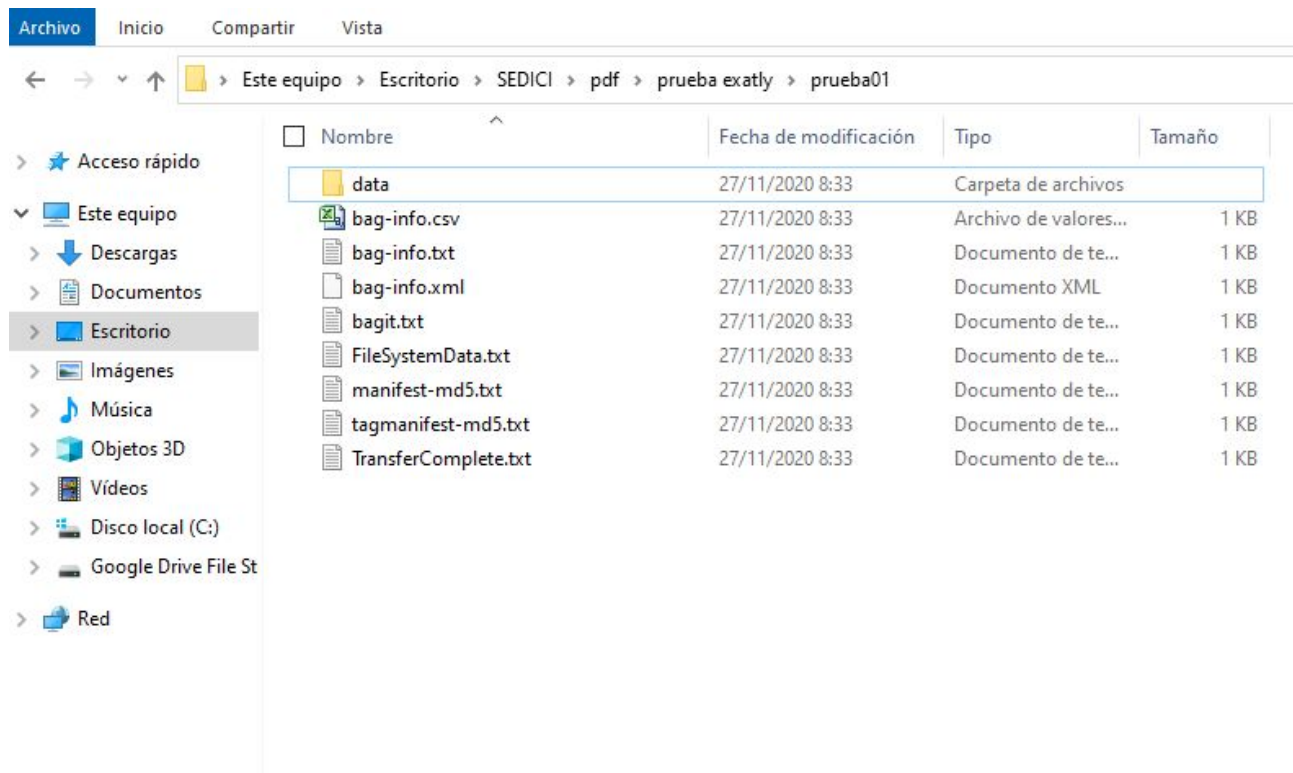 Archivo Inicio Compartir Vista
Este equipo > Escritorio > SEDICI > pdf > prueba exatly > prueba01
Nombre Fecha de modificación Tipo Tamaño
Acceso rápido
Este equipo
Descargas
Documentos
Escritorio
Imágenes
Música
Objetos 3D
Vídeos
Disco local (C:)
Google Drive File St
Red
data 27/11/2020 8:33 Carpeta de archivos
bag-info.csv 27/11/2020 8:33 Archivo de valores... 1 KB
bag-info.txt 27/11/2020 8:33 Documento de te... 1 KB
bag-info.xml 27/11/2020 8:33 Documento XML 1 KB
bagit.txt 27/11/2020 8:33 Documento de te... 1 KB
FileSystemData.txt 27/11/2020 8:33 Documento de te... 1 KB
manifest-md5.txt 27/11/2020 8:33 Documento de te... 1 KB
tagmanifest-md5.txt 27/11/2020 8:33 Documento de te... 1 KB
TransferComplete.txt 27/11/2020 8:33 Documento de te... 1 KB